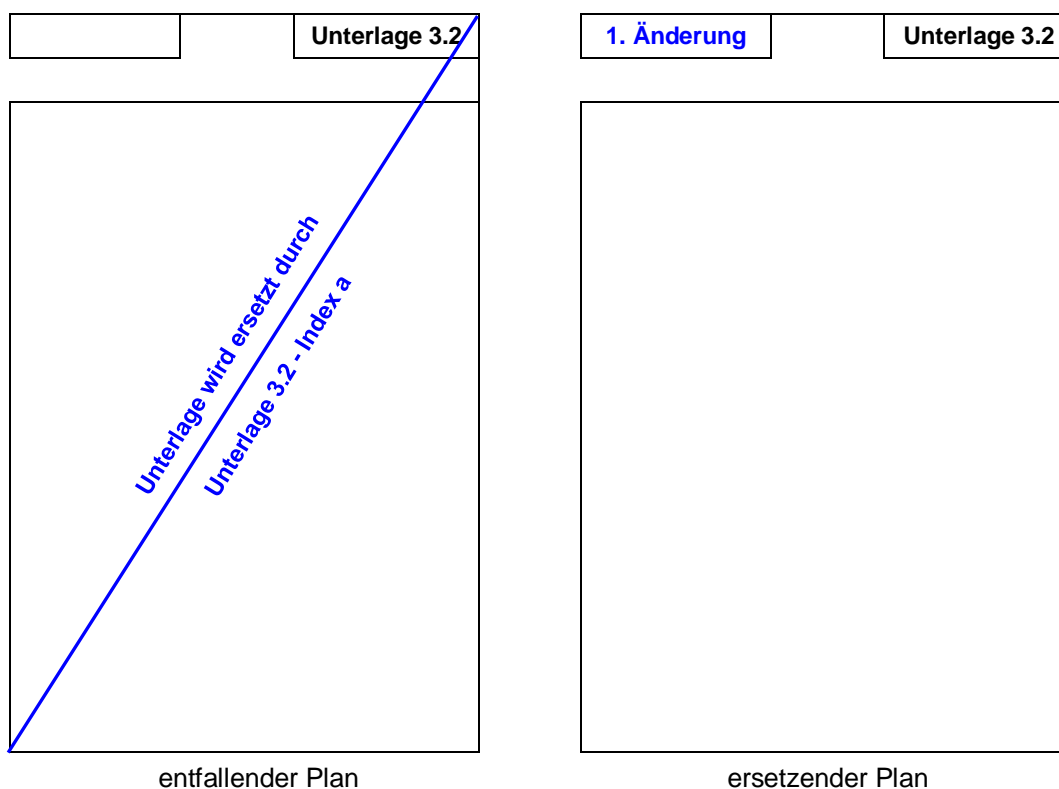 Unterlage 3.2
1. Änderung
Unterlage 3.2
Unterlage wird ersetzt durch
Unterlage 3.2 - Index a
entfallender Plan
ersetzender Plan